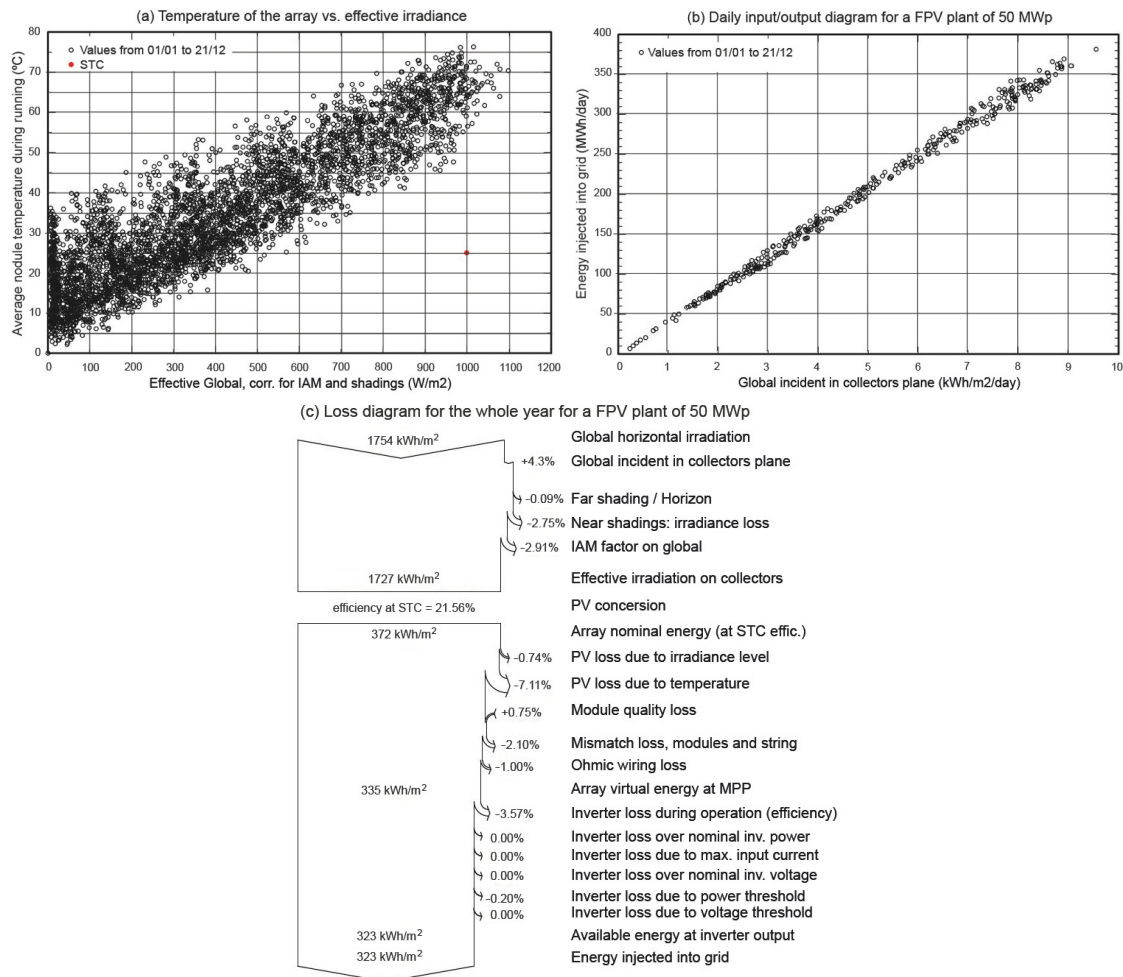 (a) Temperature of the array vs. effective irradiance
80
70
60
50
40
30
20
10
0
Average nodule temperature during running (ºC)
Values from 01/01 to 21/12
STC
0 100 200 300 400 500 600 700 800 900 1000 1100 1200
Effective Global, corr. for IAM and shadings (W/m2)
(b) Daily input/output diagram for a FPV plant of 50 MWp
400
350
300
250
200
150
100
50
0
Energy injected into grid (MWh/day)
Values from 01/01 to 21/12
0 1 2 3 4 5 6 7 8 9 10
Global incident in collectors plane (kWh/m2/day)
(c) Loss diagram for the whole year for a FPV plant of 50 MWp
1754 kWh/m² Global horizontal irradiation
+4.3% Global incident in collectors plane
-0.09% Far shading / Horizon
-2.75% Near shadings: irradiance loss
-2.91% IAM factor on global
1727 kWh/m² Effective irradiation on collectors
efficiency at STC = 21.56% PV concersion
372 kWh/m² Array nominal energy (at STC effic.)
-0.74% PV loss due to irradiance level
-7.11% PV loss due to temperature
+0.75% Module quality loss
-2.10% Mismatch loss, modules and string
-1.00% Ohmic wiring loss
335 kWh/m² Array virtual energy at MPP
-3.57% Inverter loss during operation (efficiency)
0.00% Inverter loss over nominal inv. power
0.00% Inverter loss due to max. input current
0.00% Inverter loss over nominal inv. voltage
-0.20% Inverter loss due to power threshold
0.00% Inverter loss due to voltage threshold
323 kWh/m² Available energy at inverter output
323 kWh/m² Energy injected into grid